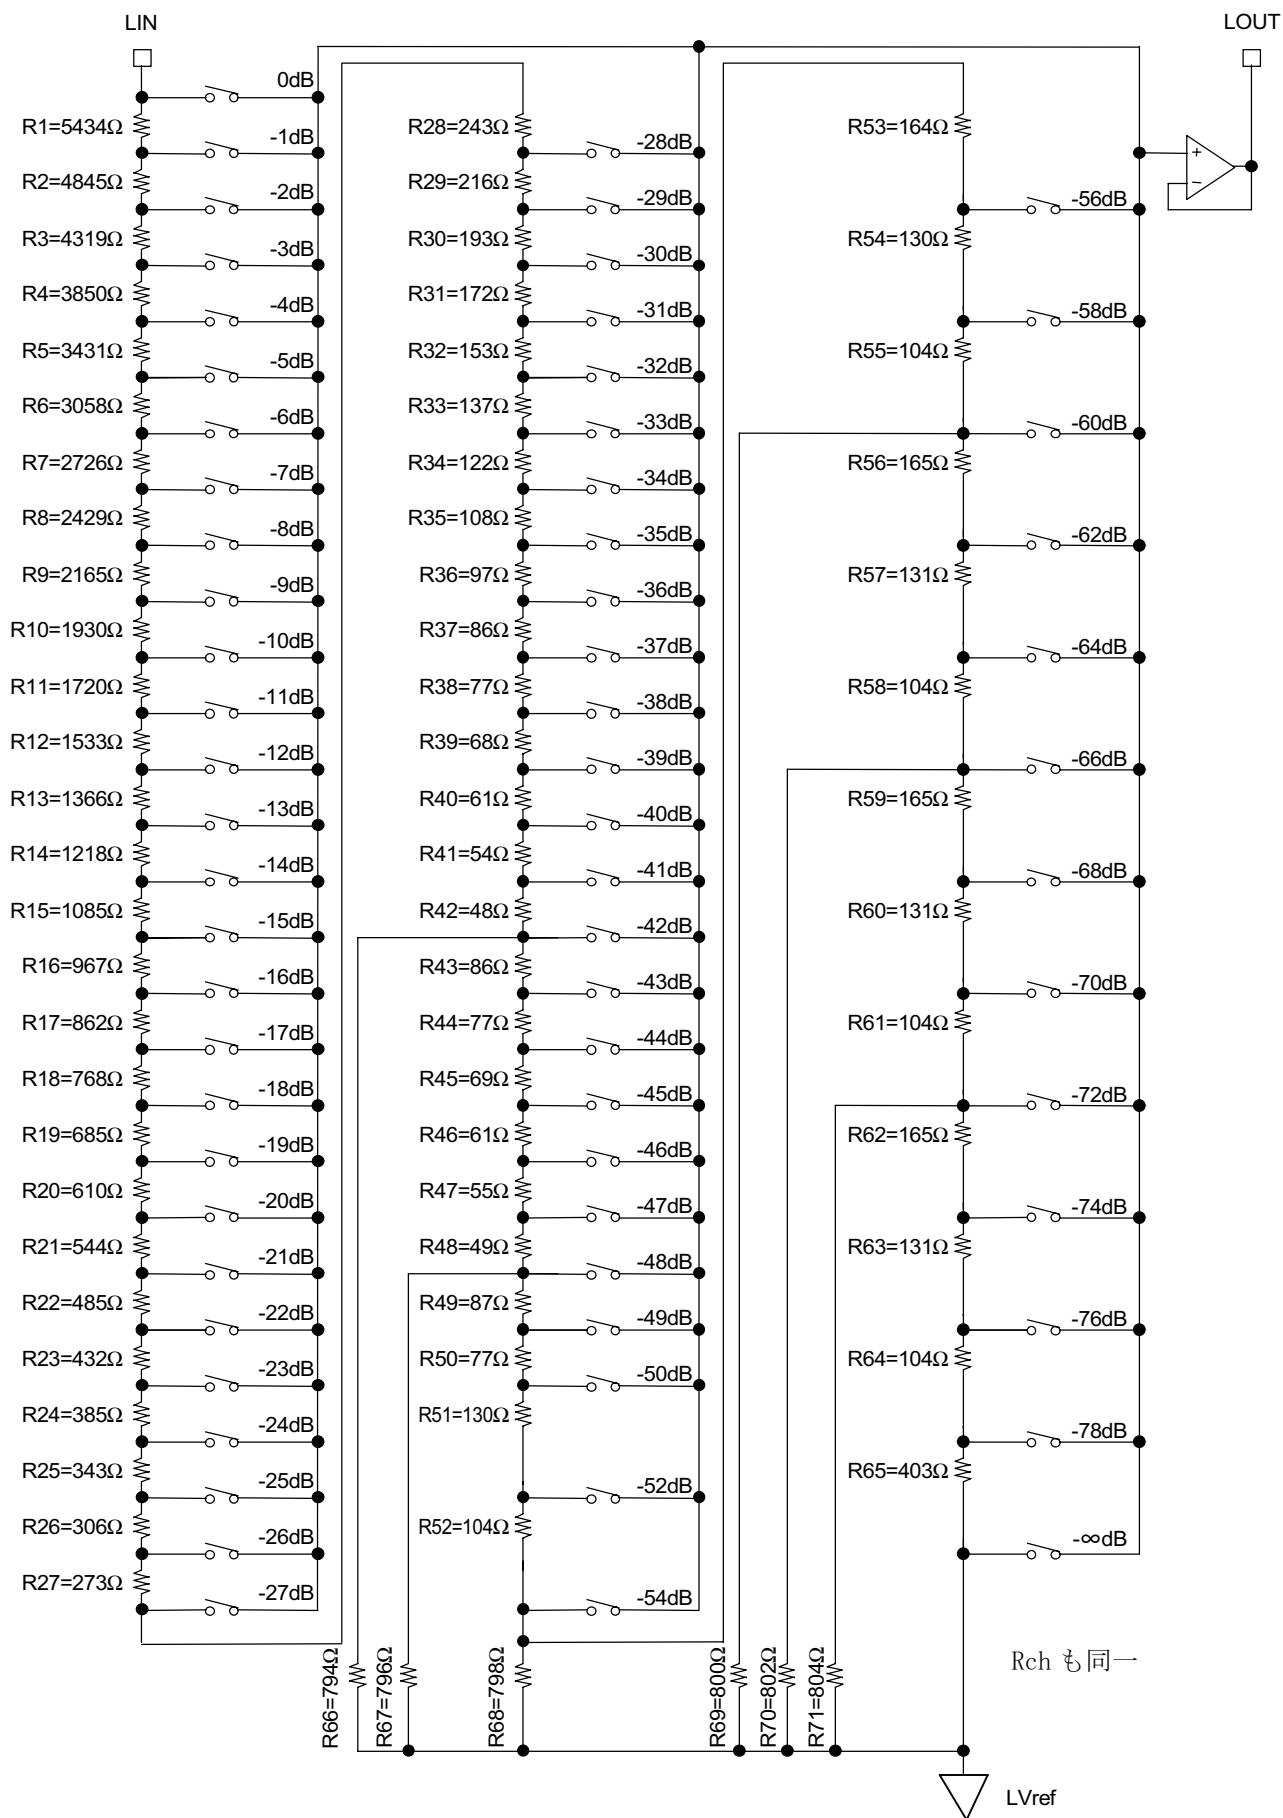 LIN
LOUT
0dB
R1=5434Ω
-1dB
R2=4845Ω
-2dB
R3=4319Ω
-3dB
R4=3850Ω
-4dB
R5=3431Ω
-5dB
R6=3058Ω
-6dB
R7=2726Ω
-7dB
R8=2429Ω
-8dB
R9=2165Ω
-9dB
R10=1930Ω
-10dB
R11=1720Ω
-11dB
R12=1533Ω
-12dB
R13=1366Ω
-13dB
R14=1218Ω
-14dB
R15=1085Ω
-15dB
R16=967Ω
-16dB
R17=862Ω
-17dB
R18=768Ω
-18dB
R19=685Ω
-19dB
R20=610Ω
-20dB
R21=544Ω
-21dB
R22=485Ω
-22dB
R23=432Ω
-23dB
R24=385Ω
-24dB
R25=343Ω
-25dB
R26=306Ω
-26dB
R27=273Ω
-27dB
R28=243Ω
-28dB
R29=216Ω
-29dB
R30=193Ω
-30dB
R31=172Ω
-31dB
R32=153Ω
-32dB
R33=137Ω
-33dB
R34=122Ω
-34dB
R35=108Ω
-35dB
R36=97Ω
-36dB
R37=86Ω
-37dB
R38=77Ω
-38dB
R39=68Ω
-39dB
R40=61Ω
-40dB
R41=54Ω
-41dB
R42=48Ω
-42dB
R43=86Ω
-43dB
R44=77Ω
-44dB
R45=69Ω
-45dB
R46=61Ω
-46dB
R47=55Ω
-47dB
R48=49Ω
-48dB
R49=87Ω
-49dB
R50=77Ω
-50dB
R51=130Ω
-52dB
R52=104Ω
-54dB
R53=164Ω
-56dB
R54=130Ω
-58dB
R55=104Ω
-60dB
R56=165Ω
-62dB
R57=131Ω
-64dB
R58=104Ω
-66dB
R59=165Ω
-68dB
R60=131Ω
-70dB
R61=104Ω
-72dB
R62=165Ω
-74dB
R63=131Ω
-76dB
R64=104Ω
-78dB
R65=403Ω
-∞dB
+
−
R66=794Ω
R67=796Ω
R68=798Ω
R69=800Ω
R70=802Ω
R71=804Ω
Rch も同一
LVref